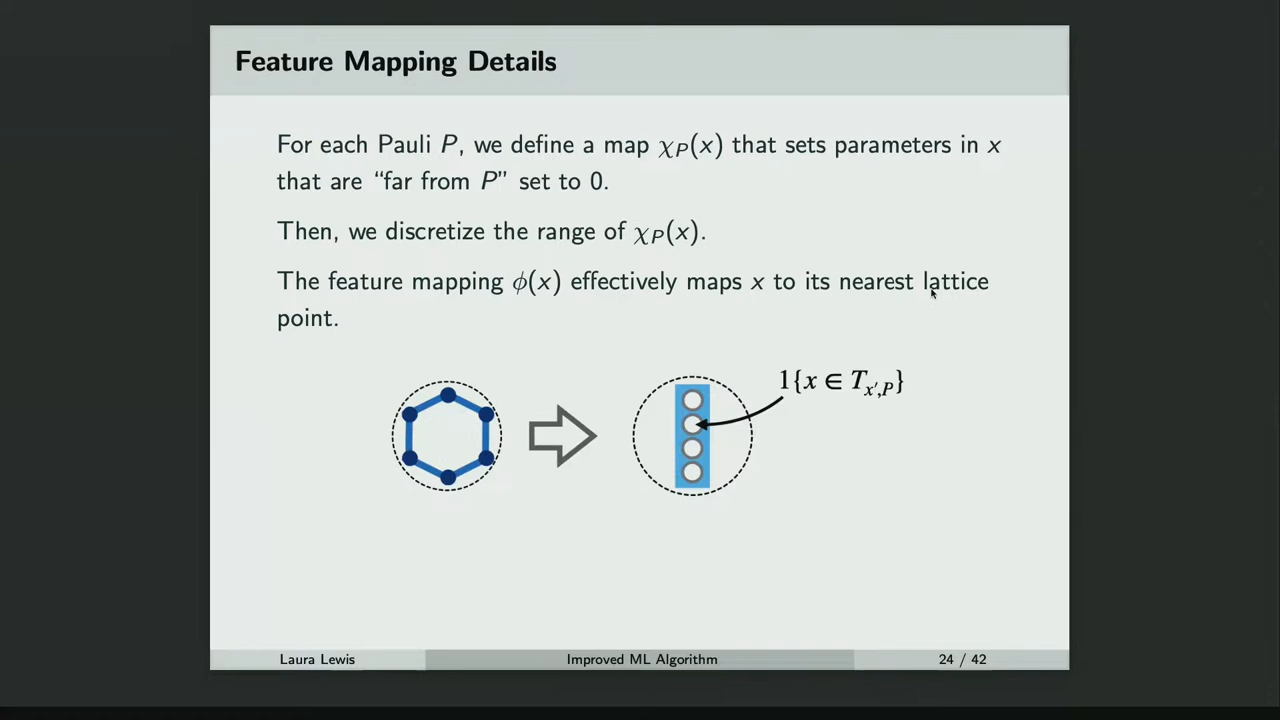 Feature Mapping Details
For each Pauli P, we define a map χ_P(x) that sets parameters in x
that are “far from P” set to 0.
Then, we discretize the range of χ_P(x).
The feature mapping ϕ(x) effectively maps x to its nearest lattice
point.
1{x ∈ T_{x′,P}}
Laura Lewis
Improved ML Algorithm
24 / 42